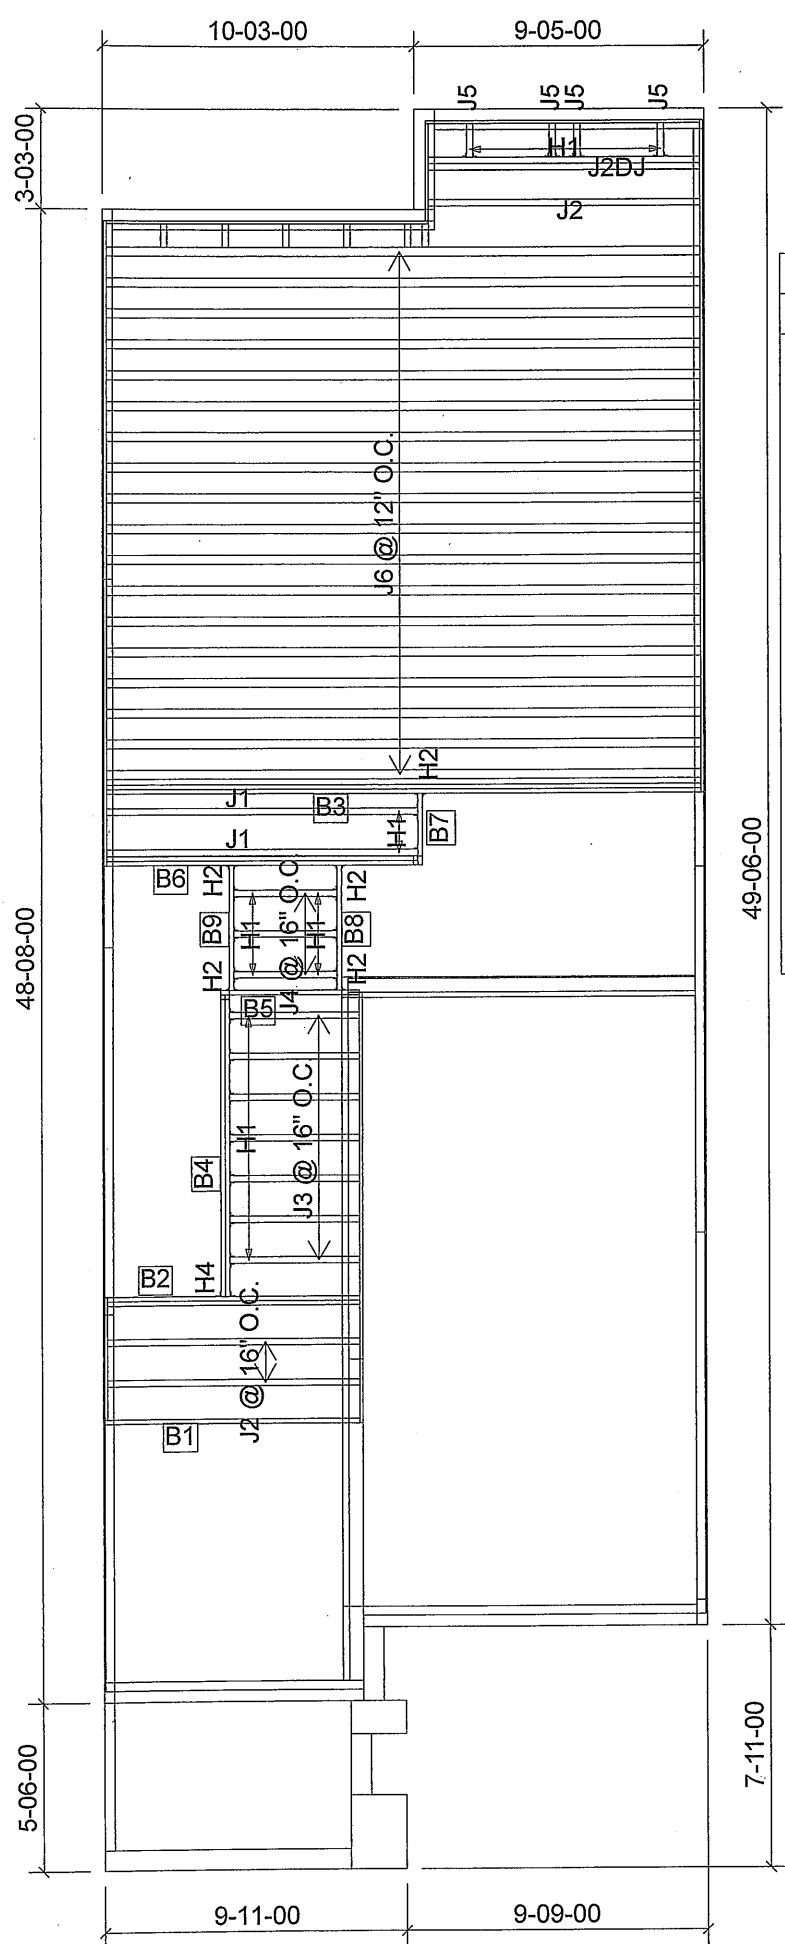 10-03-00
9-05-00
3-03-00
J5
J5
J5
J5
H1
J2DJ
J2
J6 @ 12" O.C.
H2
J1
B3
J1
H1
B7
B6
H2
H2
B9
H1
J4 @ 16" O.C
H1
B8
H2
H2
B5
48-08-00
49-06-00
H1
J3 @ 16" O.C.
B4
H4
B2
J2 @ 16" O.C.
B1
5-06-00
7-11-00
9-11-00
9-09-00